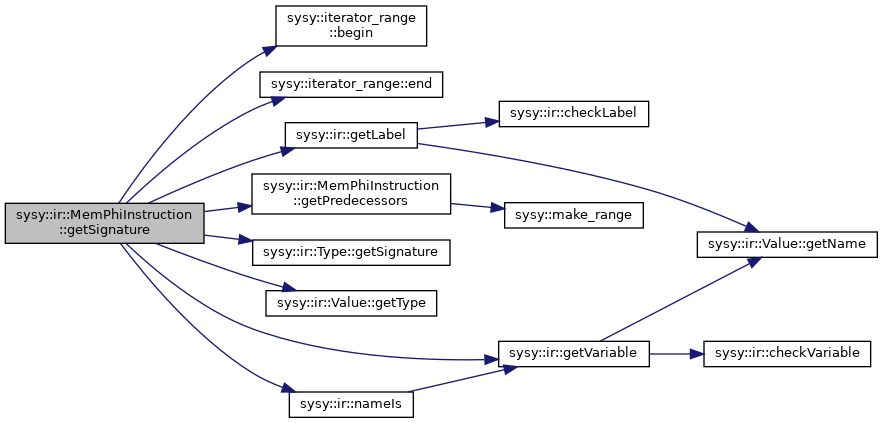 sysy::iterator_range
::begin
sysy::iterator_range::end
sysy::ir::checkLabel
sysy::ir::getLabel
sysy::ir::MemPhiInstruction
::getPredecessors
sysy::make_range
sysy::ir::MemPhiInstruction
::getSignature
sysy::ir::Type::getSignature
sysy::ir::Value::getName
sysy::ir::Value::getType
sysy::ir::getVariable
sysy::ir::checkVariable
sysy::ir::nameIs